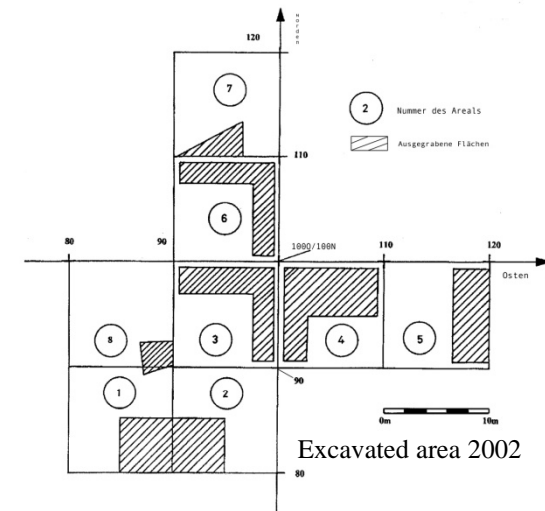 Norden
120
7
2 Nummer des Areals
Ausgegrabene Flächen
110
6
100O/100N
80 90 110 120
Osten
8 3 4 5
1 2
90
0m 10m
Excavated area 2002
80